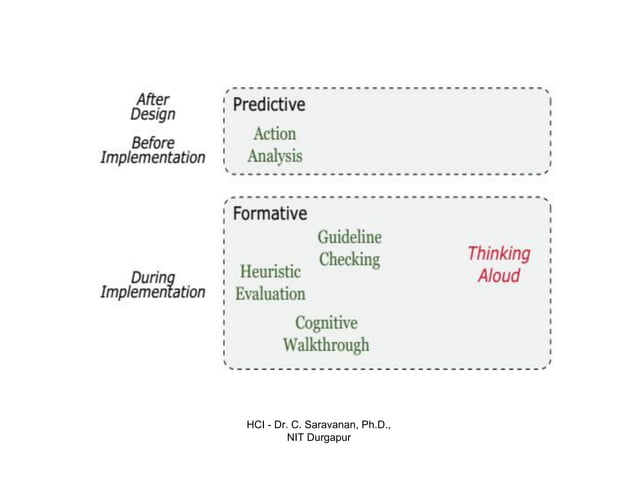 After
Design
Before
Implementation
Predictive
Action
Analysis
During
Implementation
Formative
Guideline
Checking
Heuristic
Evaluation
Cognitive
Walkthrough
Thinking
Aloud
HCI - Dr. C. Saravanan, Ph.D.,
NIT Durgapur